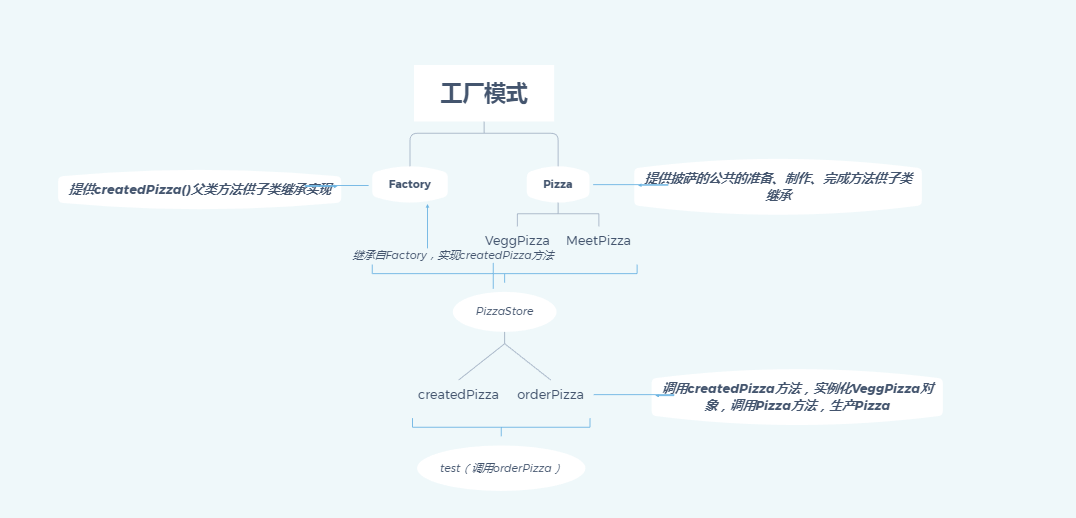 工厂模式
提供createdPizza()父类方法供子类继承实现
Factory
Pizza
提供披萨的公共的准备、制作、完成方法供子类
继承
VeggPizza
MeetPizza
继承自Factory，实现createdPizza方法
PizzaStore
createdPizza
orderPizza
调用createdPizza方法，实例化VeggPizza对
象，调用Pizza方法，生产Pizza
test（调用orderPizza）